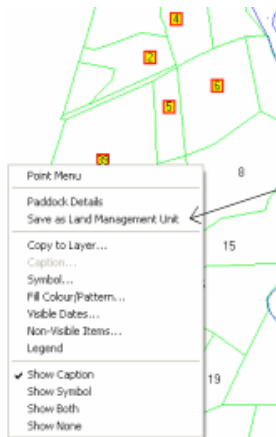 4
2
6
5
8
Point Menu
Paddock Details
Save as Land Management Unit
15
Copy to Layer...
Caption...
Symbol...
Fill Colour/Pattern...
Visible Dates...
Non-Visible Items...
Legend
19
Show Caption
Show Symbol
Show Both
Show None